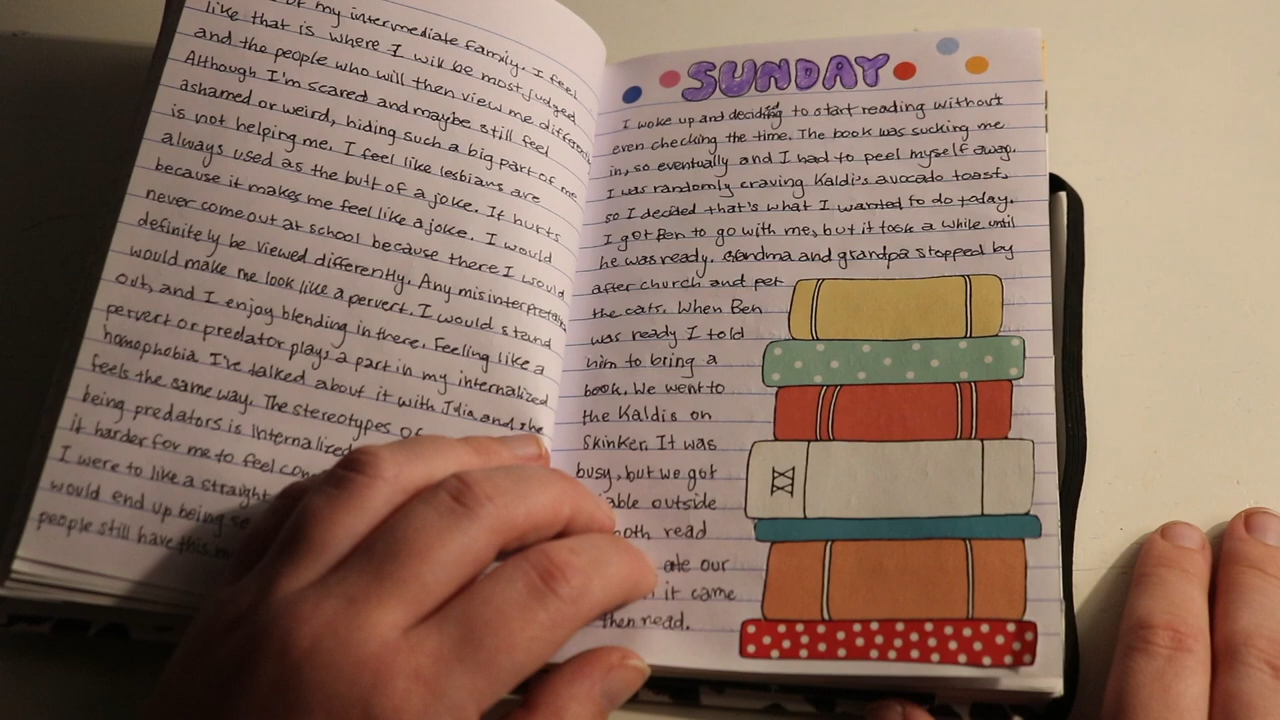 of my intermediate family. I feel
like that is where I will be most judged
and the people who will then view me differently
Although I'm scared and maybe still feel
ashamed or weird, hiding such a big part of me
is not helping me. I feel like lesbians are
always used as the butt of a joke. It hurts
because it makes me feel like a joke. I would
never come out at school because there I would
definitely be viewed differently. Any misinterpretation
would make me look like a pervert. I would stand
out, and I enjoy blending in there. Feeling like a
pervert or predator plays a part in my internalized
homophobia. I've talked about it with Julia and she
feels the same way. The stereotypes of
being predators is internalized
it harder for me to feel
I were to like a straight
would end up being
people still have this
SUNDAY
I woke up and decided to start reading without
even checking the time. The book was sucking me
in, so eventually and I had to peel myself away.
I was randomly craving Kaldi's avocado toast,
so I decided that's what I wanted to do today.
I got Ben to go with me, but it took a while until
he was ready. Grandma and grandpa stopped by
after church and pet
the cats. When Ben
was ready I told
him to bring a
book. We went to
the Kaldis on
Skinker. It was
busy, but we got
outside
read
ate our
it came
then read.